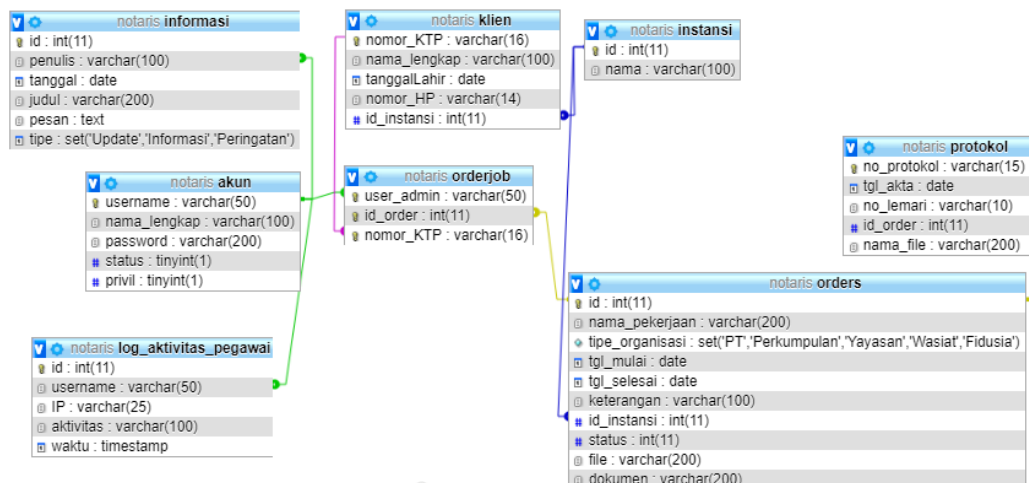 notaris informasi
id : int(11)
penulis : varchar(100)
tanggal : date
judul : varchar(200)
pesan : text
tipe : set('Update','Informasi','Peringatan')
notaris klien
nomor_KTP : varchar(16)
nama_lengkap : varchar(100)
tanggalLahir : date
nomor_HP : varchar(14)
id_instansi : int(11)
notaris instansi
id : int(11)
nama : varchar(100)
notaris protokol
no_protokol : varchar(15)
tgl_akta : date
no_lemari : varchar(10)
id_order : int(11)
nama_file : varchar(200)
notaris akun
username : varchar(50)
nama_lengkap : varchar(100)
password : varchar(200)
status : tinyint(1)
privil : tinyint(1)
notaris orderjob
user_admin : varchar(50)
id_order : int(11)
nomor_KTP : varchar(16)
notaris orders
id : int(11)
nama_pekerjaan : varchar(200)
tipe_organisasi : set('PT','Perkumpulan','Yayasan','Wasiat','Fidusia')
tgl_mulai : date
tgl_selesai : date
keterangan : varchar(100)
id_instansi : int(11)
status : int(11)
file : varchar(200)
dokumen : varchar(200)
notaris log_aktivitas_pegawai
id : int(11)
username : varchar(50)
IP : varchar(25)
aktivitas : varchar(100)
waktu : timestamp